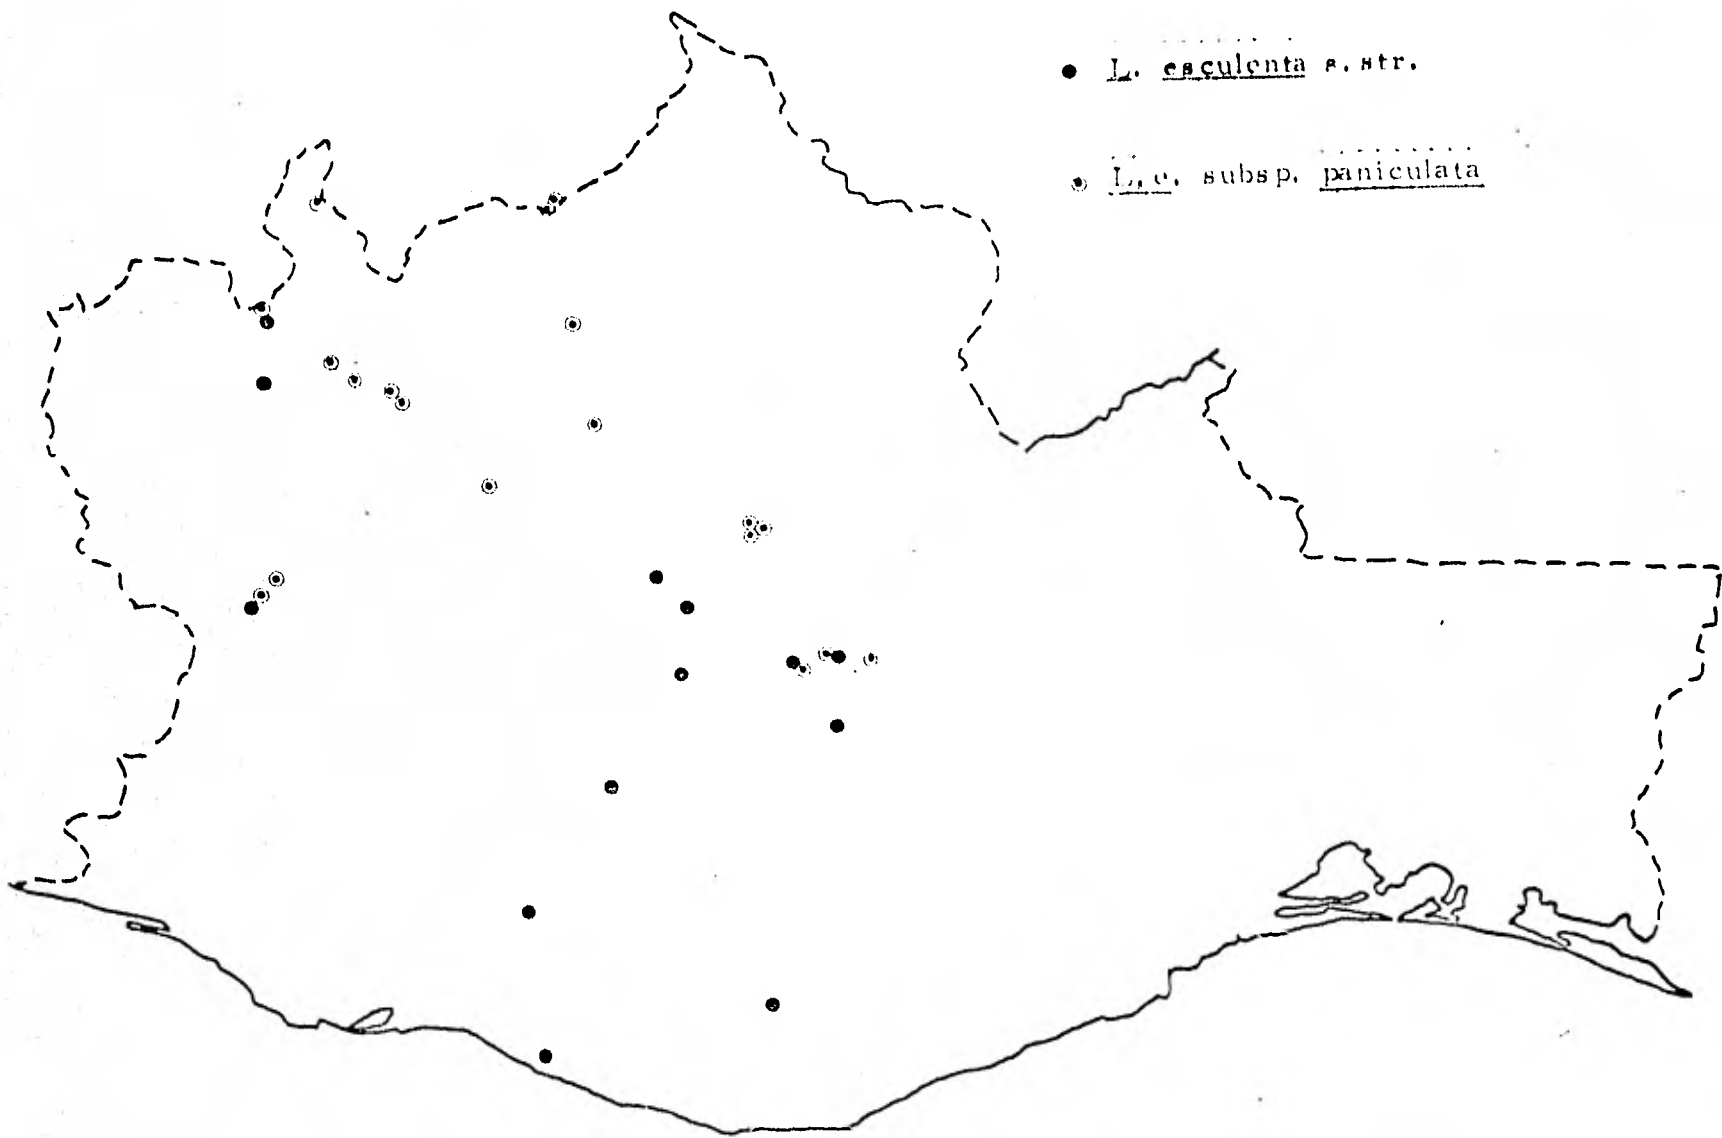 L. esculenta s. str.
L. e. subsp. paniculata